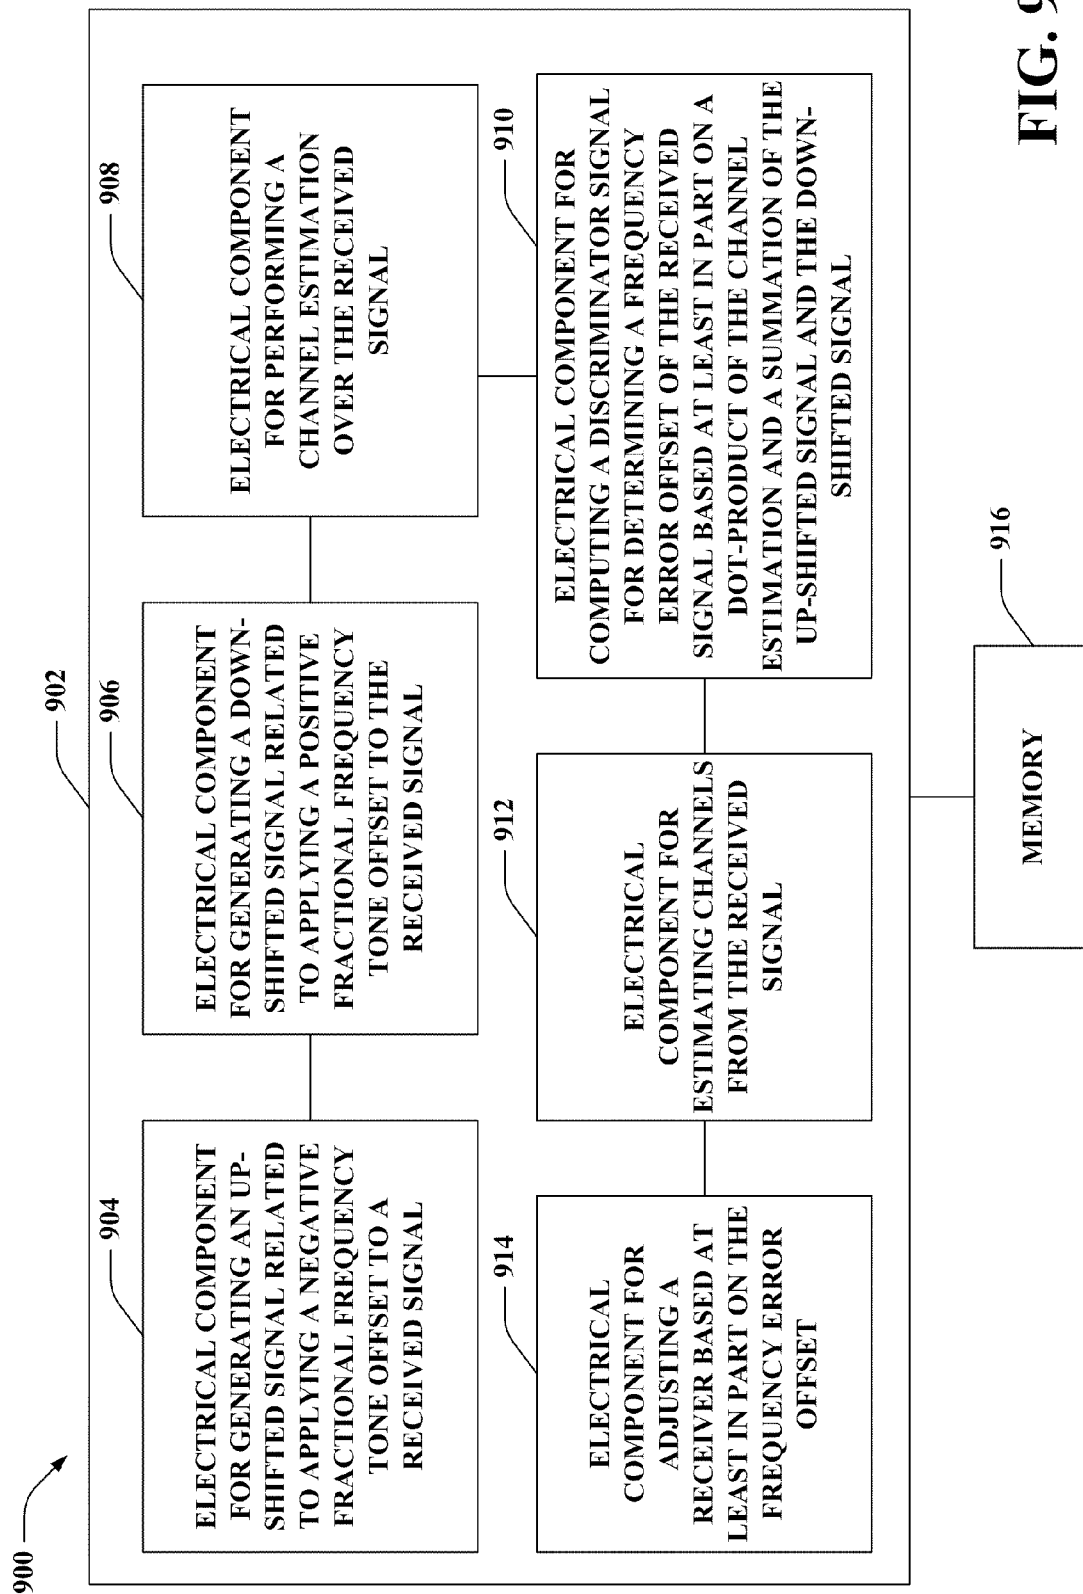 900
902
904
ELECTRICAL COMPONENT
FOR GENERATING AN UP-
SHIFTED SIGNAL RELATED
TO APPLYING A NEGATIVE
FRACTIONAL FREQUENCY
TONE OFFSET TO A
RECEIVED SIGNAL
906
ELECTRICAL COMPONENT
FOR GENERATING A DOWN-
SHIFTED SIGNAL RELATED
TO APPLYING A POSITIVE
FRACTIONAL FREQUENCY
TONE OFFSET TO THE
RECEIVED SIGNAL
908
ELECTRICAL COMPONENT
FOR PERFORMING A
CHANNEL ESTIMATION
OVER THE RECEIVED
SIGNAL
914
ELECTRICAL
COMPONENT FOR
ADJUSTING A
RECEIVER BASED AT
LEAST IN PART ON THE
FREQUENCY ERROR
OFFSET
912
ELECTRICAL
COMPONENT FOR
ESTIMATING CHANNELS
FROM THE RECEIVED
SIGNAL
910
ELECTRICAL COMPONENT FOR
COMPUTING A DISCRIMINATOR SIGNAL
FOR DETERMINING A FREQUENCY
ERROR OFFSET OF THE RECEIVED
SIGNAL BASED AT LEAST IN PART ON A
DOT-PRODUCT OF THE CHANNEL
ESTIMATION AND A SUMMATION OF THE
UP-SHIFTED SIGNAL AND THE DOWN-
SHIFTED SIGNAL
916
MEMORY
FIG. 9